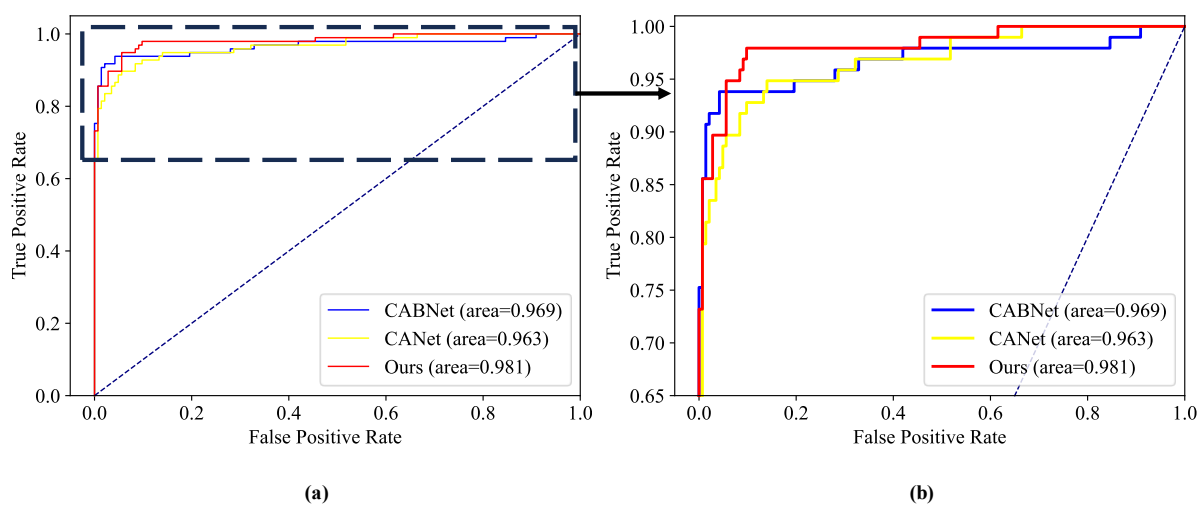 1.0
0.8
0.6
0.4
0.2
0.0
True Positive Rate
CABNet (area=0.969)
CANet (area=0.963)
Ours (area=0.981)
0.0 0.2 0.4 0.6 0.8 1.0
False Positive Rate
(a)
1.00
0.95
0.90
0.85
0.80
0.75
0.70
0.65
True Positive Rate
CABNet (area=0.969)
CANet (area=0.963)
Ours (area=0.981)
0.0 0.2 0.4 0.6 0.8 1.0
False Positive Rate
(b)